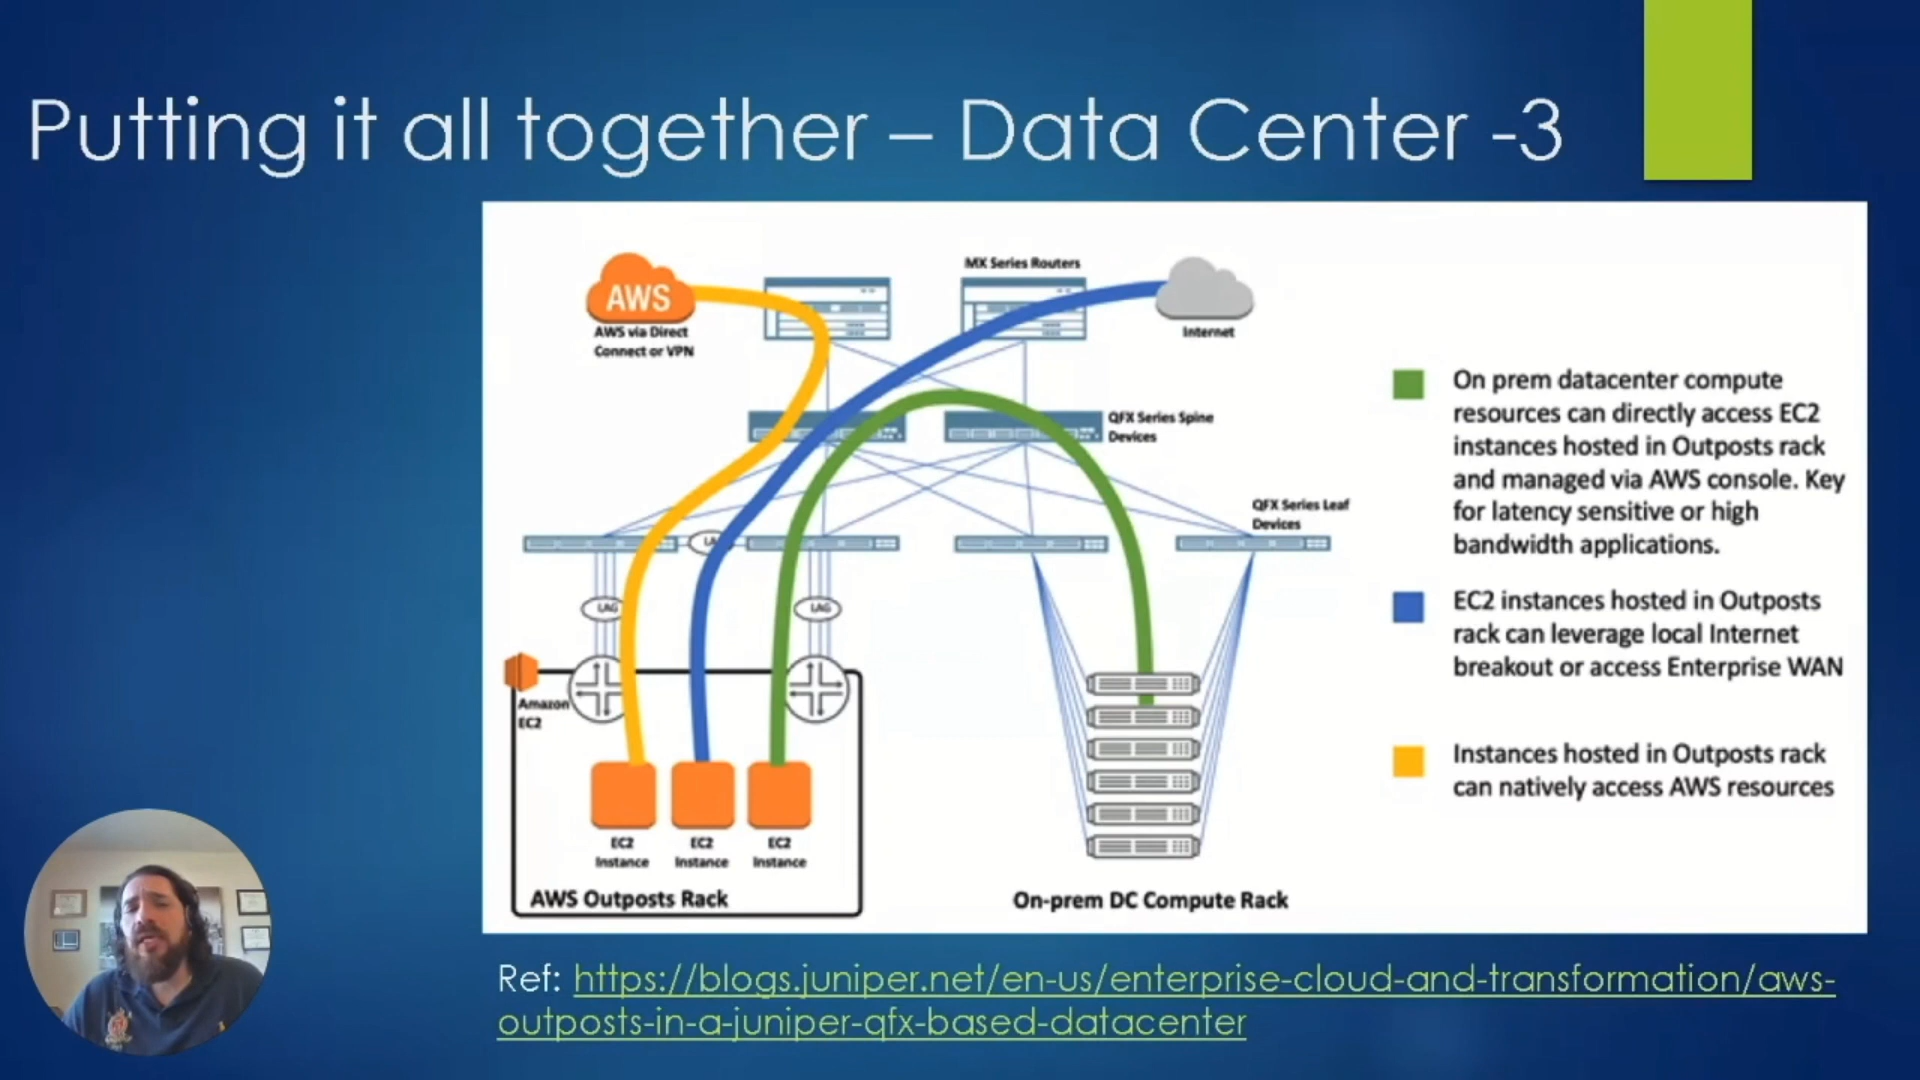 Putting it all together – Data Center -3
MX Series Routers
AWS
AWS via Direct
Connect or VPN
Internet
QFX Series Spine
Devices
QFX Series Leaf
Devices
LAG
LAG
Amazon
EC2
EC2
Instance
EC2
Instance
EC2
Instance
AWS Outposts Rack
On-prem DC Compute Rack
On prem datacenter compute
resources can directly access EC2
instances hosted in Outposts rack
and managed via AWS console. Key
for latency sensitive or high
bandwidth applications.
EC2 instances hosted in Outposts
rack can leverage local Internet
breakout or access Enterprise WAN
Instances hosted in Outposts rack
can natively access AWS resources
Ref: https://blogs.juniper.net/en-us/enterprise-cloud-and-transformation/aws-
outposts-in-a-juniper-qfx-based-datacenter